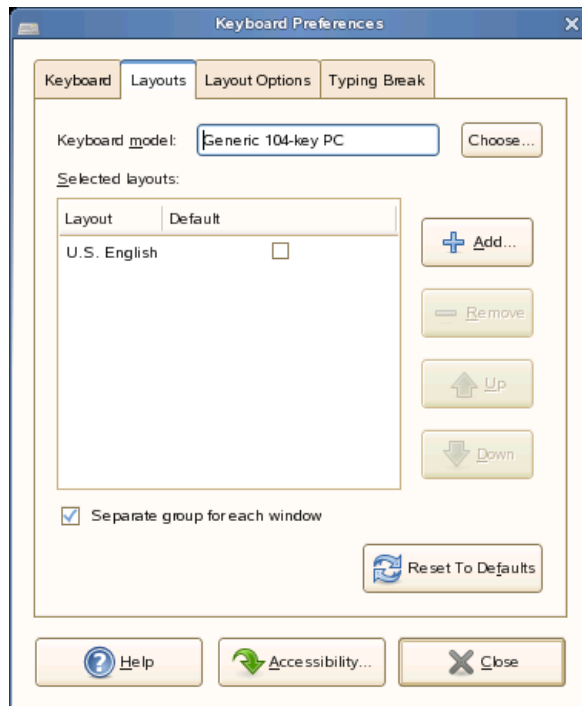 Keyboard Preferences
Keyboard Layouts Layout Options Typing Break
Keyboard model: Generic 104-key PC Choose...
Selected layouts:
Layout Default
U.S. English
Add...
Remove
Up
Down
Separate group for each window
Reset To Defaults
Help Accessibility... Close